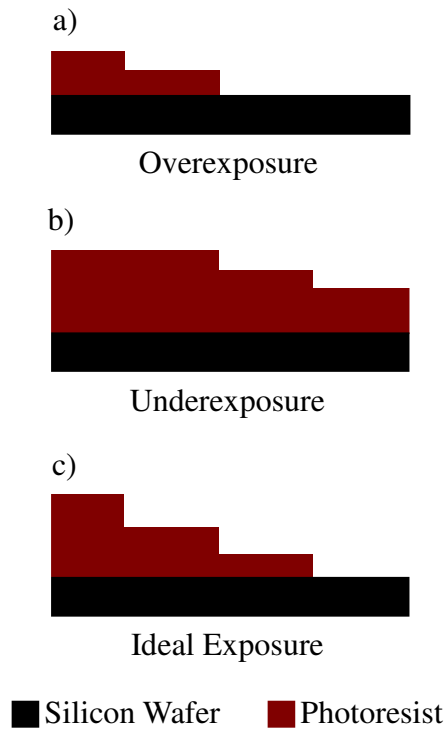 a)
Overexposure
b)
Underexposure
c)
Ideal Exposure
Silicon Wafer Photoresist